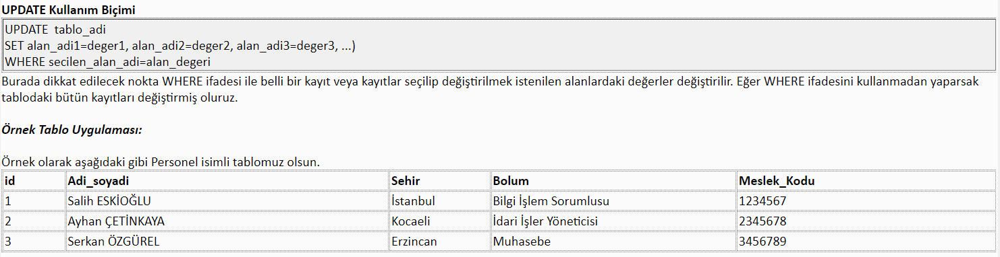 UPDATE Kullanım Biçimi
UPDATE  tablo_adi
SET alan_adi1=deger1, alan_adi2=deger2, alan_adi3=deger3, ...)
WHERE secilen_alan_adi=alan_degeri
Burada dikkat edilecek nokta WHERE ifadesi ile belli bir kayıt veya kayıtlar seçilip değiştirilmek istenilen alanlardaki değerler değiştirilir. Eğer WHERE ifadesini kullanmadan yaparsak
tablodaki bütün kayıtları değiştirmiş oluruz.
Örnek Tablo Uygulaması:
Örnek olarak aşağıdaki gibi Personel isimli tablomuz olsun.
id Adi_soyadi Sehir Bolum Meslek_Kodu
1 Salih ESKİOĞLU İstanbul Bilgi İşlem Sorumlusu 1234567
2 Ayhan ÇETİNKAYA Kocaeli İdari İşler Yöneticisi 2345678
3 Serkan ÖZGÜREL Erzincan Muhasebe 3456789